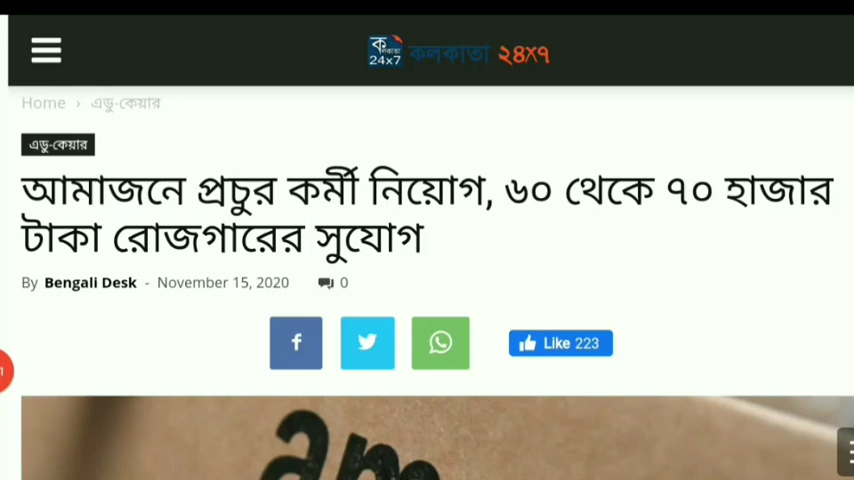 ক
কলকাতা
24x7
কলকাতা ২৪X৭
Home › এডু-কেয়ার
এডু-কেয়ার
আমাজনে প্রচুর কর্মী নিয়োগ, ৬০ থেকে ৭০ হাজার
টাকা রোজগারের সুযোগ
By Bengali Desk - November 15, 2020 0
f
Like 223
am